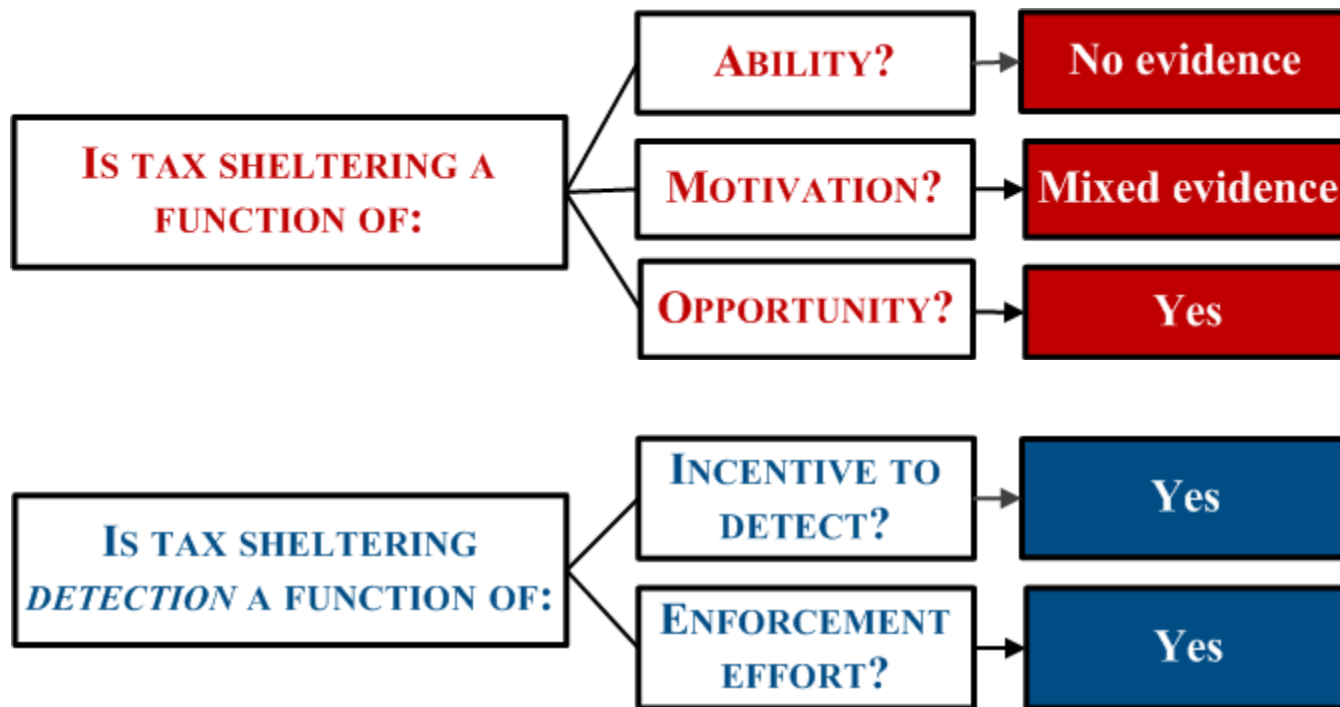 IS TAX SHELTERING A
FUNCTION OF:
ABILITY?
No evidence
MOTIVATION?
Mixed evidence
OPPORTUNITY?
Yes
IS TAX SHELTERING
DETECTION A FUNCTION OF:
INCENTIVE TO
DETECT?
Yes
ENFORCEMENT
EFFORT?
Yes